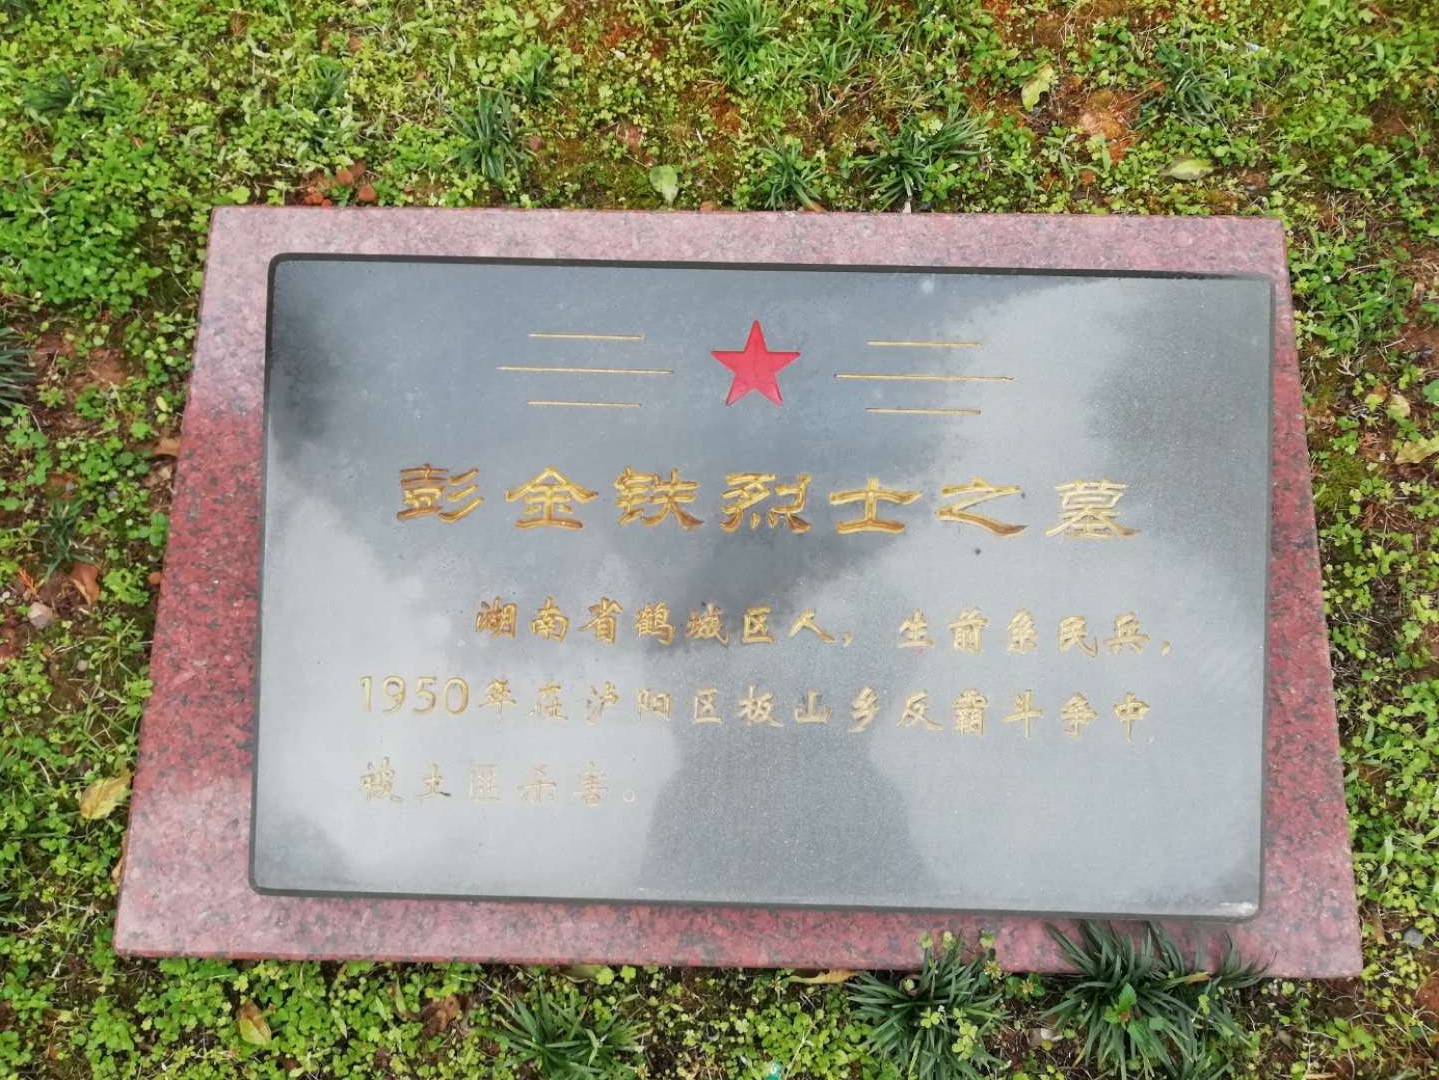 彭金铁烈士之墓
湖南省鹤城区人，生前系民兵，
1950年在泸阳区板山乡反霸斗争中
被土匪杀害。